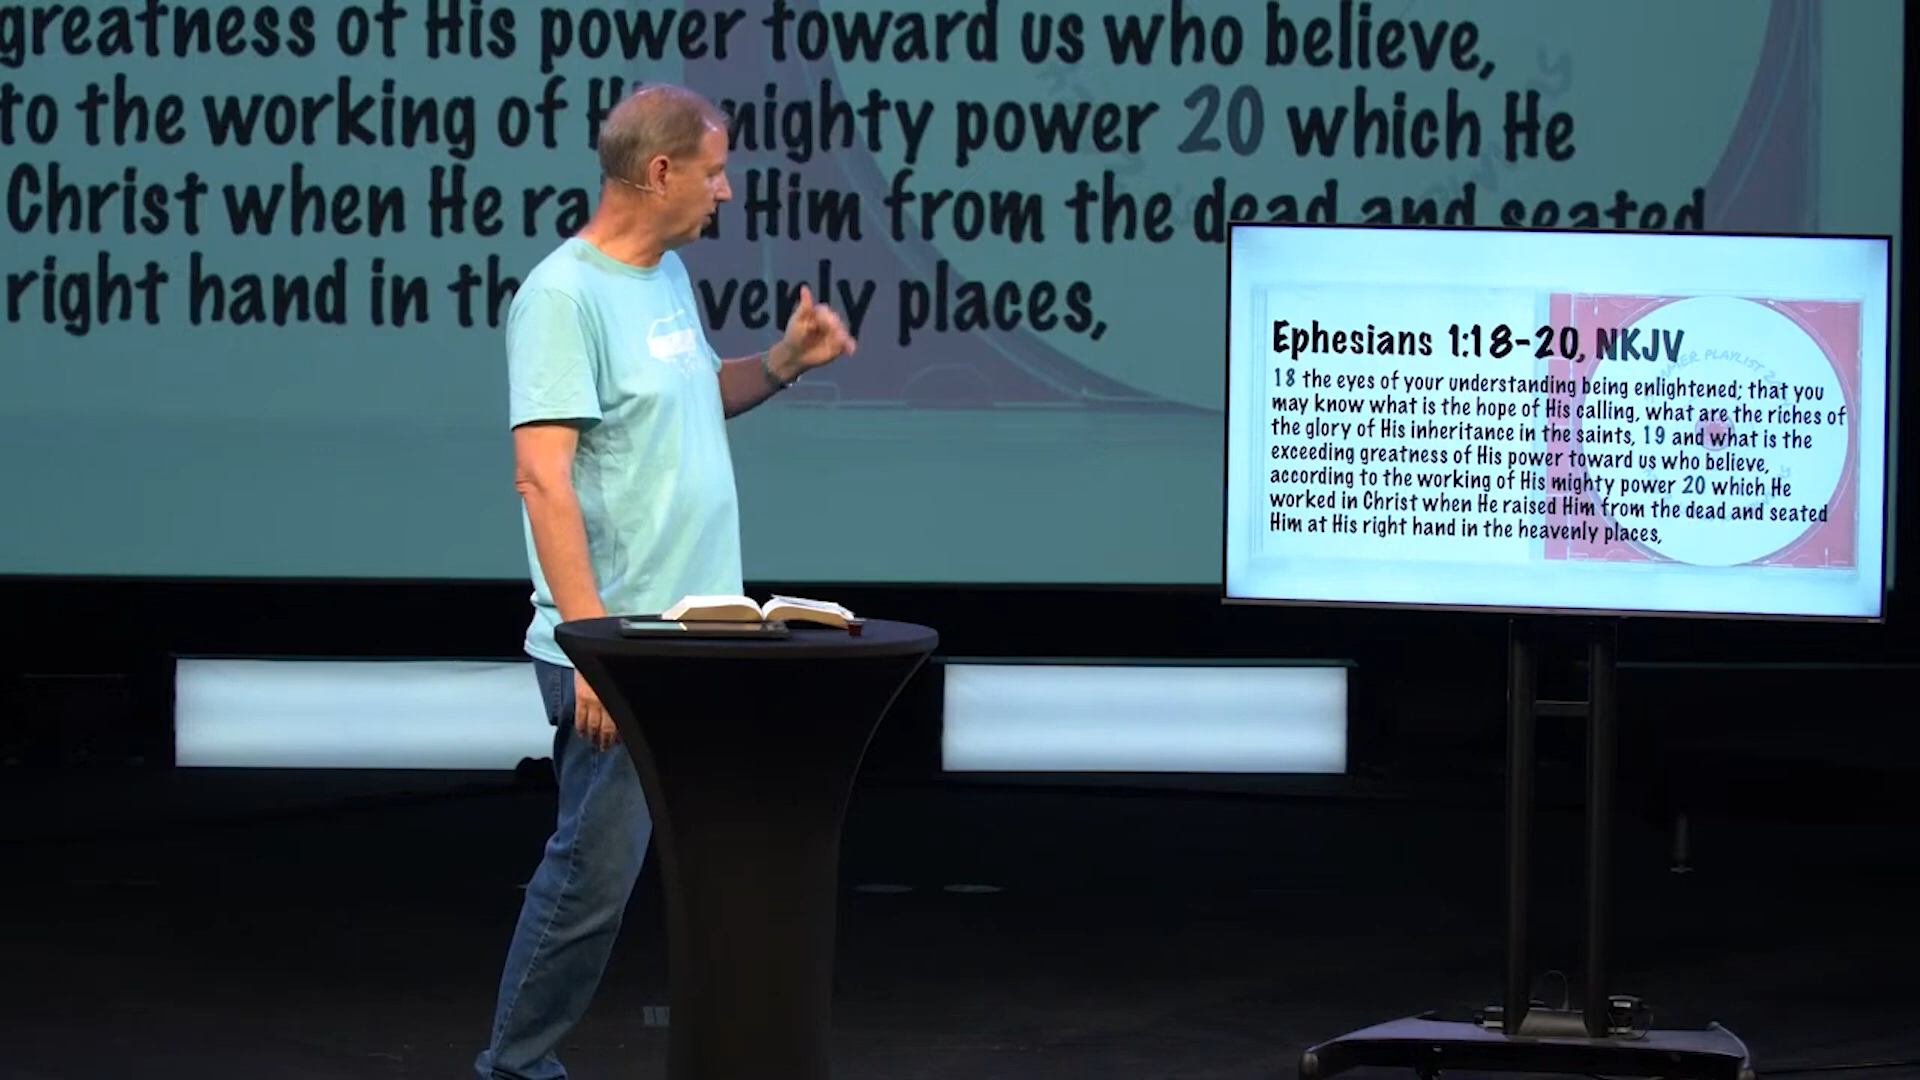 greatness of His power toward us who believe,
to the working of His mighty power 20 which He
Christ when He raised Him from the dead and seated
right hand in the heavenly places,
Ephesians 1:18-20, NKJV
18 the eyes of your understanding being enlightened; that you
may know what is the hope of His calling, what are the riches of
the glory of His inheritance in the saints, 19 and what is the
exceeding greatness of His power toward us who believe,
according to the working of His mighty power 20 which He
worked in Christ when He raised Him from the dead and seated
Him at His right hand in the heavenly places,
PLAYLIST